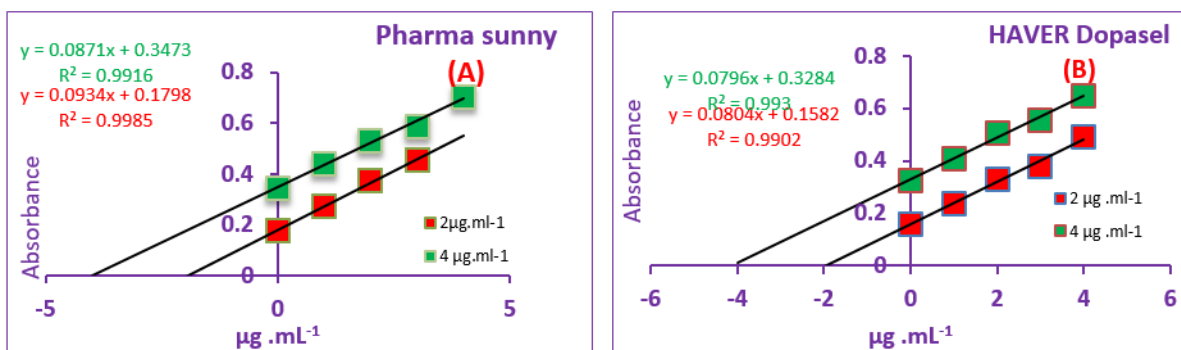 Pharma sunny
(A)
y = 0.0871x + 0.3473
R² = 0.9916
y = 0.0934x + 0.1798
R² = 0.9985
Absorbance
0.8
0.6
0.4
0.2
0
-5
0
5
µg .mL-1
2µg.ml-1
4 µg.ml-1
HAVER Dopasel
(B)
y = 0.0796x + 0.3284
R² = 0.993
y = 0.0804x + 0.1582
R² = 0.9902
Absorbance
0.8
0.6
0.4
0.2
0
-6
-4
-2
0
2
4
6
µg .mL-1
2 µg .ml-1
4 µg .ml-1